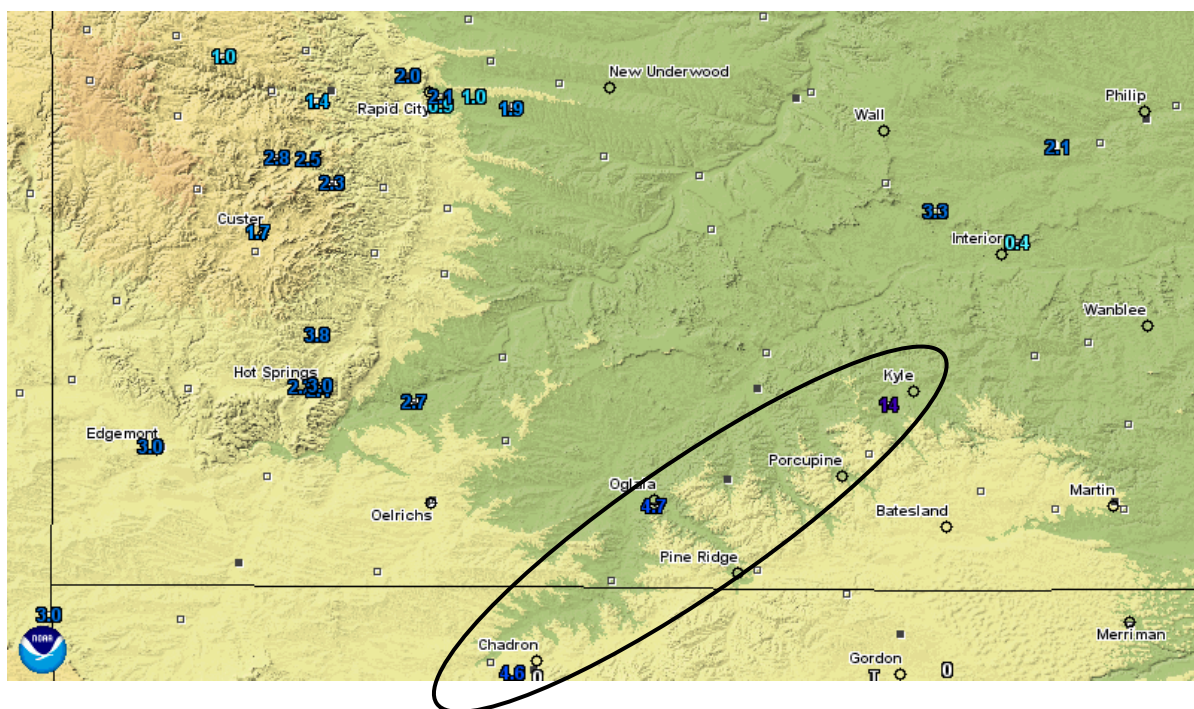 1.0
2.0
New Underwood
1.4
Rapid City
2.1
1.0
1.9
Philip
Wall
2.1
2.8
2.5
2.3
3.3
Custer
1.7
Interior
0.4
Wanblee
3.8
Hot Springs
3.0
2.7
Kyle
14
Edgemont
3.0
Porcupine
Oglala
4.7
Martin
Oelrichs
Batesland
Pine Ridge
3.0
NOAA
Merriman
Chadron
4.6
0
Gordon
T
0